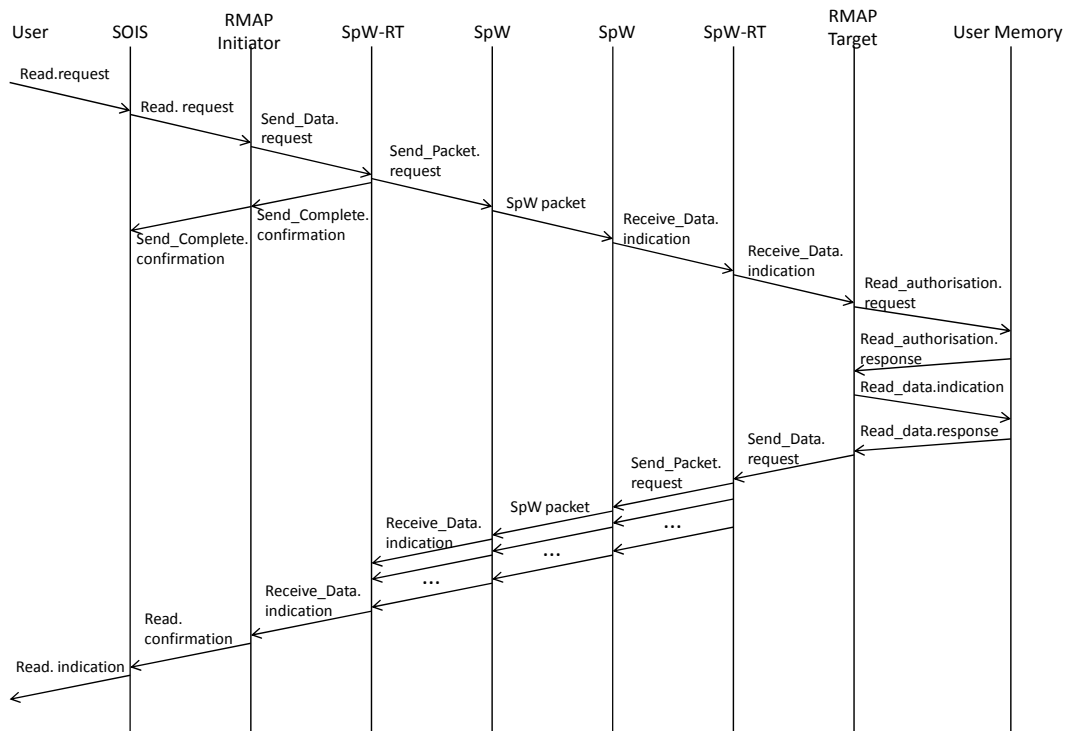 User
SOIS
RMAP
Initiator
SpW-RT
SpW
SpW
SpW-RT
RMAP
Target
User Memory
Read.request
Read. request
Send_Data.
request
Send_Packet.
request
SpW packet
Receive_Data.
indication
Receive_Data.
indication
Read_authorisation.
request
Send_Complete.
confirmation
Send_Complete.
confirmation
Read_authorisation.
response
Read_data.indication
Read_data.response
Send_Data.
request
Send_Packet.
request
SpW packet
Receive_Data.
indication
...
...
...
Receive_Data.
indication
Read.
confirmation
Read. indication